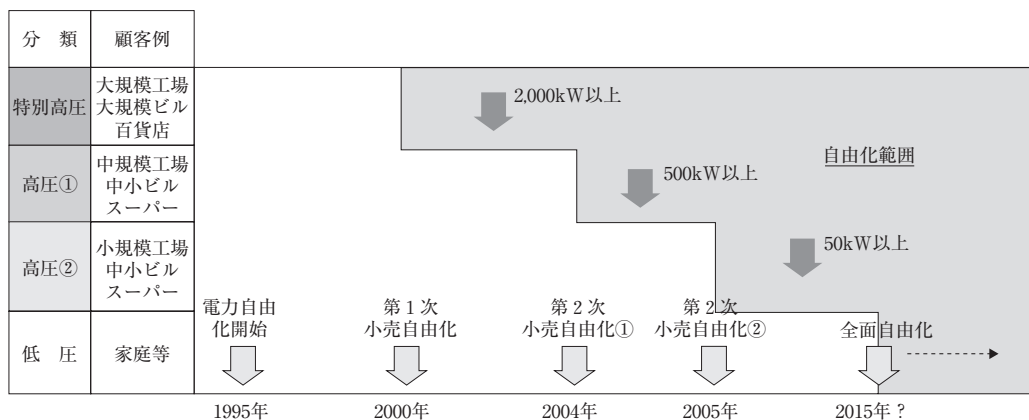 分　類
顧客例
特別高圧
大規模工場
大規模ビル
百貨店
2,000kW以上
高圧①
中規模工場
中小ビル
スーパー
500kW以上
自由化範囲
高圧②
小規模工場
中小ビル
スーパー
50kW以上
低　圧
家庭等
電力自由
化開始
第１次
小売自由化
第２次
小売自由化①
第２次
小売自由化②
全面自由化
1995年
2000年
2004年
2005年
2015年？